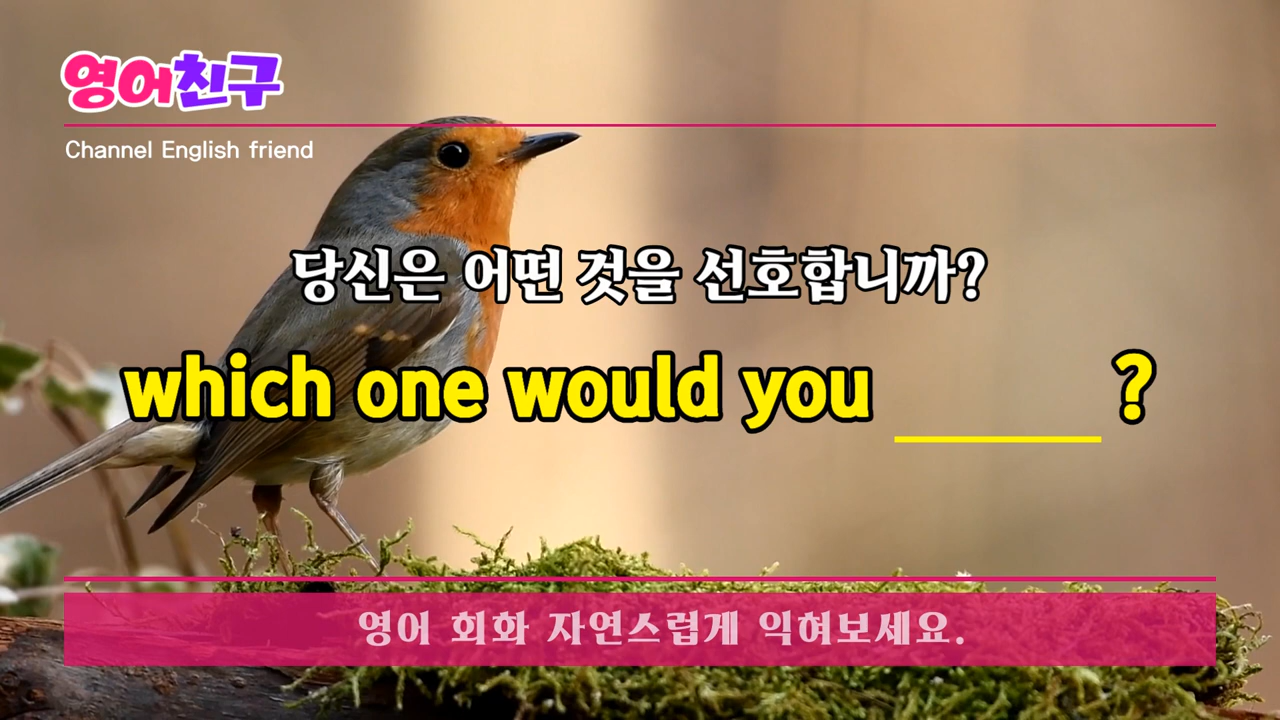 영어친구
Channel English friend
당신은 어떤 것을 선호합니까?
which one would you ______ ?
영어 회화 자연스럽게 익혀보세요.